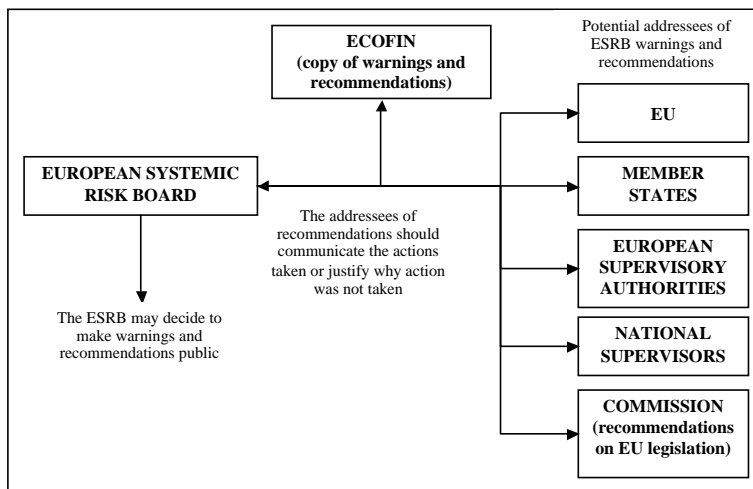 ECOFIN
(copy of warnings and
recommendations)
Potential addressees of
ESRB warnings and
recommendations
EU
EUROPEAN SYSTEMIC
RISK BOARD
MEMBER
STATES
The addressees of
recommendations should
communicate the actions
taken or justify why action
was not taken
EUROPEAN
SUPERVISORY
AUTHORITIES
The ESRB may decide to
make warnings and
recommendations public
NATIONAL
SUPERVISORS
COMMISSION
(recommendations
on EU legislation)